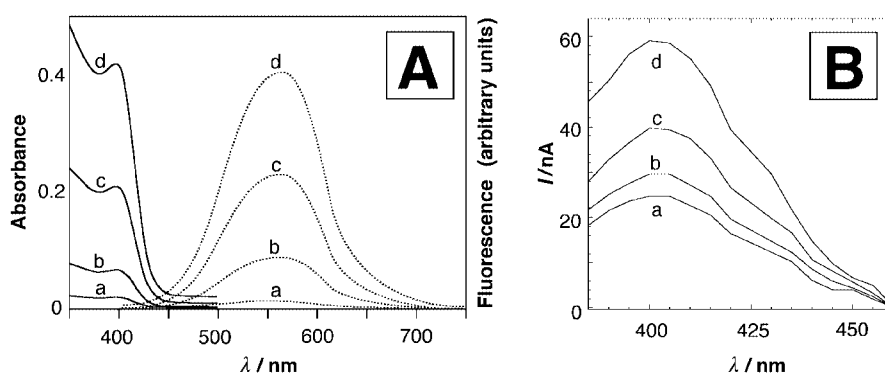 A
Absorbance
0.4
0.2
0
d
c
b
a
d
c
b
a
400
500
600
700
λ / nm
Fluorescence (arbitrary units)
B
I/nA
60
40
20
0
d
c
b
a
400
425
450
λ / nm